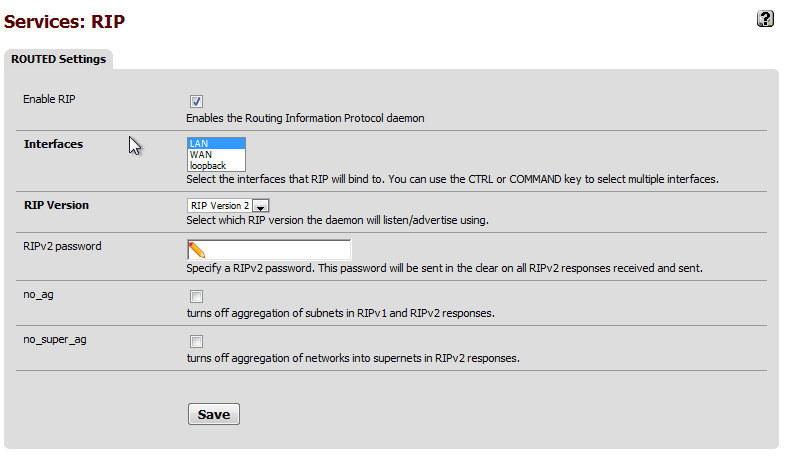 Services: RIP
?
ROUTED Settings
Enable RIP
Enables the Routing Information Protocol daemon
Interfaces
LAN
WAN
loopback
Select the interfaces that RIP will bind to. You can use the CTRL or COMMAND key to select multiple interfaces.
RIP Version
RIP Version 2
Select which RIP version the daemon will listen/advertise using.
RIPv2 password
Specify a RIPv2 password. This password will be sent in the clear on all RIPv2 responses received and sent.
no_ag
turns off aggregation of subnets in RIPv1 and RIPv2 responses.
no_super_ag
turns off aggregation of networks into supernets in RIPv2 responses.
Save